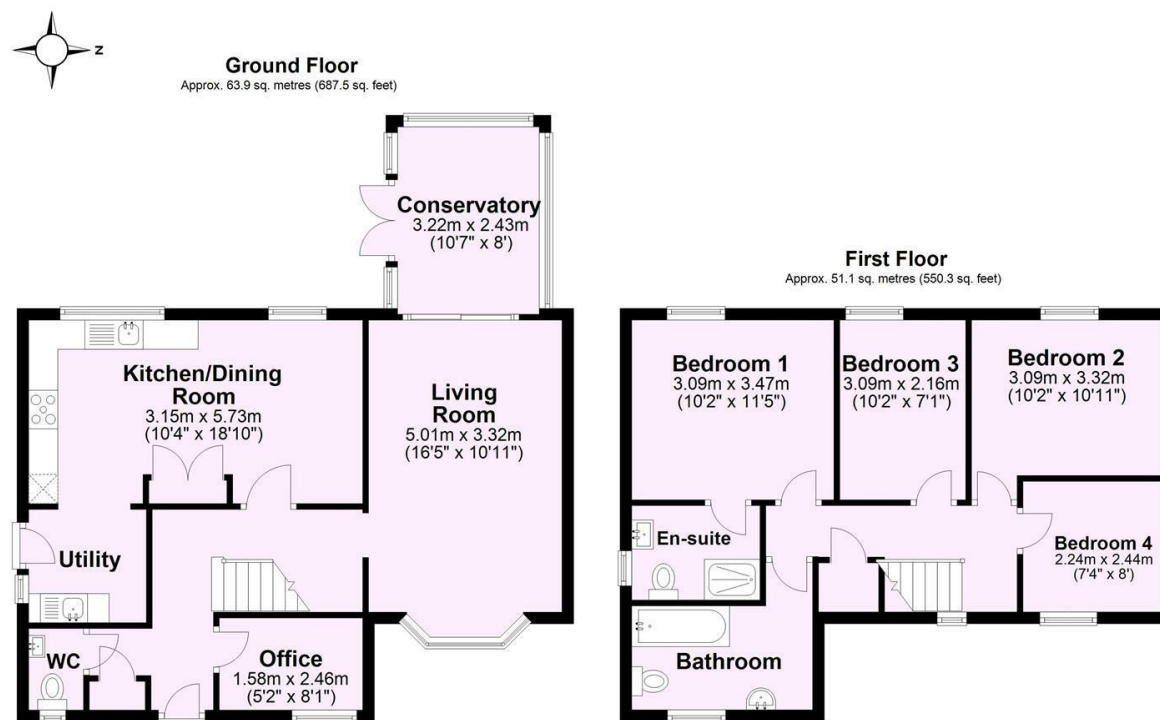 Z
Ground Floor
Approx. 63.9 sq. metres (687.5 sq. feet)
Conservatory
3.22m x 2.43m
(10'7" x 8')
Kitchen/Dining
Room
3.15m x 5.73m
(10'4" x 18'10")
Living
Room
5.01m x 3.32m
(16'5" x 10'11")
Utility
WC
Office
1.58m x 2.46m
(5'2" x 8'1")
First Floor
Approx. 51.1 sq. metres (550.3 sq. feet)
Bedroom 1
3.09m x 3.47m
(10'2" x 11'5")
Bedroom 3
3.09m x 2.16m
(10'2" x 7'1")
Bedroom 2
3.09m x 3.32m
(10'2" x 10'11")
En-suite
Bedroom 4
2.24m x 2.44m
(7'4" x 8')
Bathroom